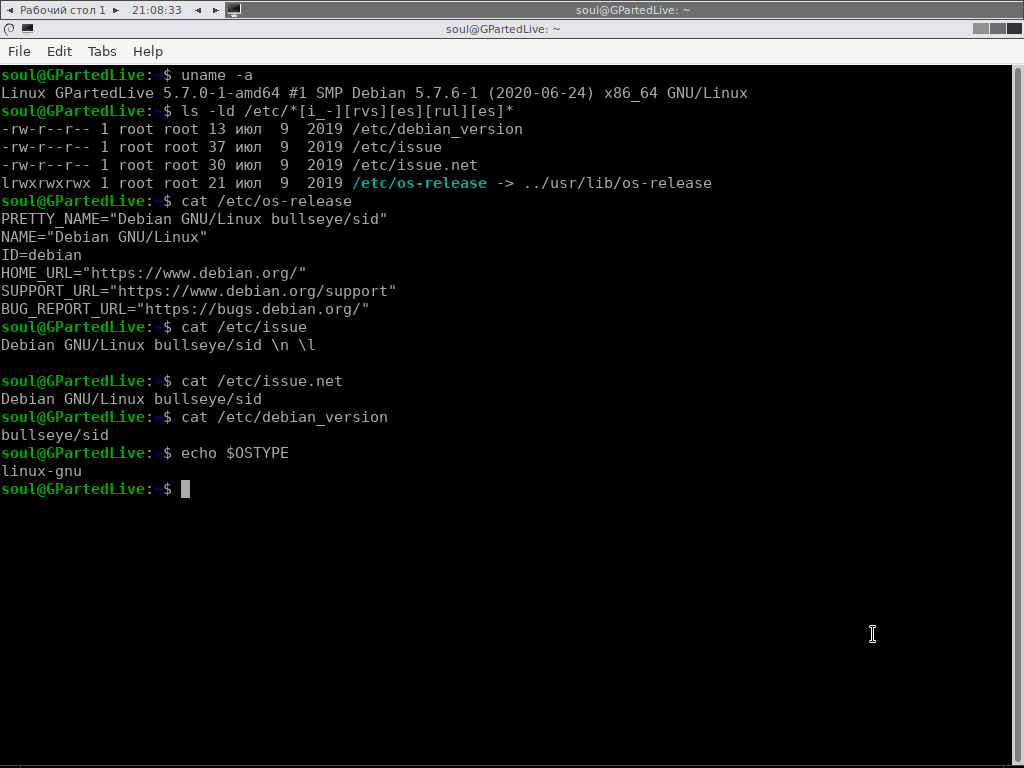 Рабочий стол 1 21:08:33 soul@GPartedLive: ~
soul@GPartedLive: ~
File Edit Tabs Help
soul@GPartedLive:~$ uname -a
Linux GPartedLive 5.7.0-1-amd64 #1 SMP Debian 5.7.6-1 (2020-06-24) x86_64 GNU/Linux
soul@GPartedLive:~$ ls -ld /etc/*[i_-][rvs][es][rul][es]*
-rw-r--r-- 1 root root 13 июл  9  2019 /etc/debian_version
-rw-r--r-- 1 root root 37 июл  9  2019 /etc/issue
-rw-r--r-- 1 root root 30 июл  9  2019 /etc/issue.net
lrwxrwxrwx 1 root root 21 июл  9  2019 /etc/os-release -> ../usr/lib/os-release
soul@GPartedLive:~$ cat /etc/os-release
PRETTY_NAME="Debian GNU/Linux bullseye/sid"
NAME="Debian GNU/Linux"
ID=debian
HOME_URL="https://www.debian.org/"
SUPPORT_URL="https://www.debian.org/support"
BUG_REPORT_URL="https://bugs.debian.org/"
soul@GPartedLive:~$ cat /etc/issue
Debian GNU/Linux bullseye/sid \n \l
soul@GPartedLive:~$ cat /etc/issue.net
Debian GNU/Linux bullseye/sid
soul@GPartedLive:~$ cat /etc/debian_version
bullseye/sid
soul@GPartedLive:~$ echo $OSTYPE
linux-gnu
soul@GPartedLive:~$